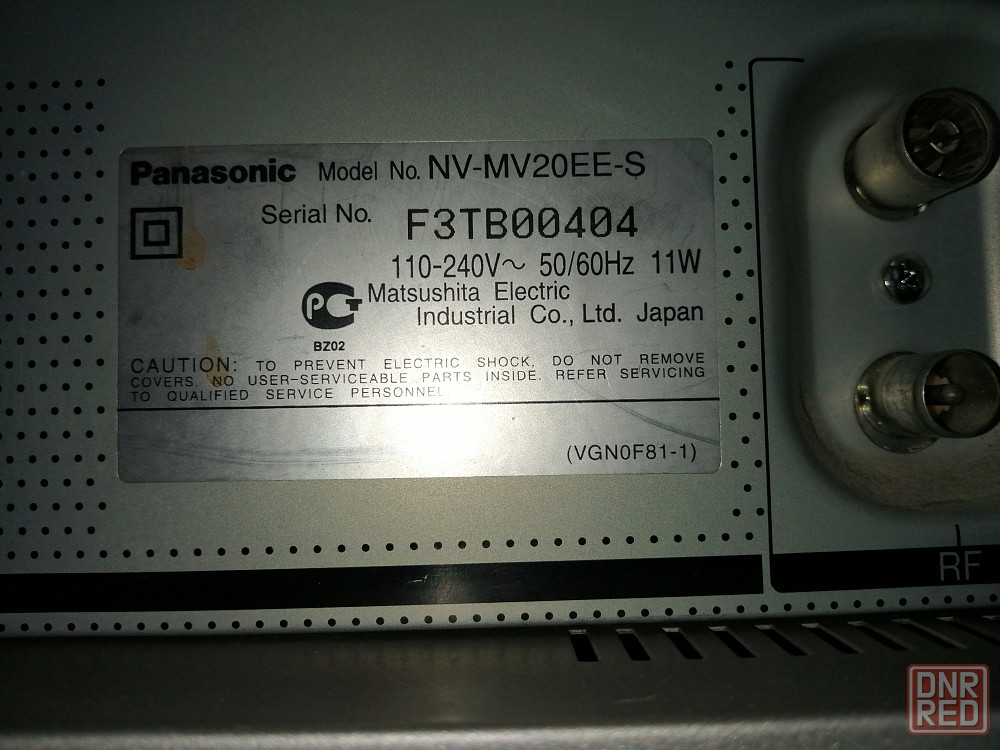 Panasonic Model No. NV-MV20EE-S
Serial No. F3TB00404
110-240V~ 50/60Hz 11W
Matsushita Electric
Industrial Co., Ltd. Japan
BZ02
CAUTION: TO PREVENT ELECTRIC SHOCK, DO NOT REMOVE
COVERS. NO USER-SERVICEABLE PARTS INSIDE. REFER SERVICING
TO QUALIFIED SERVICE PERSONNEL.
(VGN0F81-1)
RF
DNR
RED